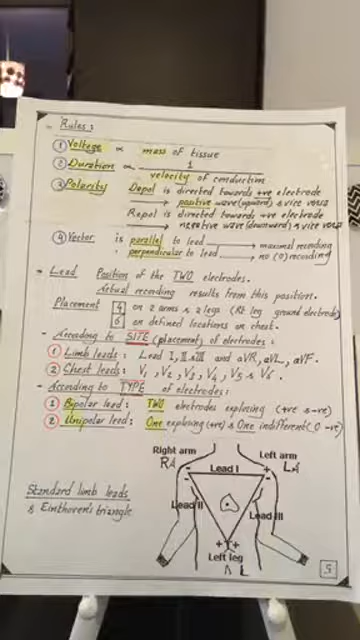 - Rules:
① Voltage ∝ mass of tissue
② Duration ∝ 1
velocity of conduction
③ Polarity Depol is directed towards +ve electrode
→ positive wave (upward) & vice versa
Repol is directed towards +ve electrode
→ negative wave (downward) & vice versa
④ Vector is parallel to lead → maximal recording
perpendicular to lead → no (0) recording
- Lead Position of the TWO electrodes.
Actual recording results from this position.
Placement 4 on 2 arms & 2 legs (Rt leg ground electrode)
6 on defined locations on chest.
- According to SITE (placement) of electrodes:
① Limb leads: Lead I, II & III and aVR, aVL, aVF.
② Chest leads: V1, V2, V3, V4, V5 & V6.
- According to TYPE of electrodes:
① Bipolar lead: TWO electrodes exploring (+ve & -ve)
② Unipolar lead: One exploring (+ve) & One indifferent (0 -ve)
Right arm Left arm
RA Lead I LA
- - - +
Lead II Lead III
Standard limb leads
& Einthoven's triangle
+ +
Left leg
L
5